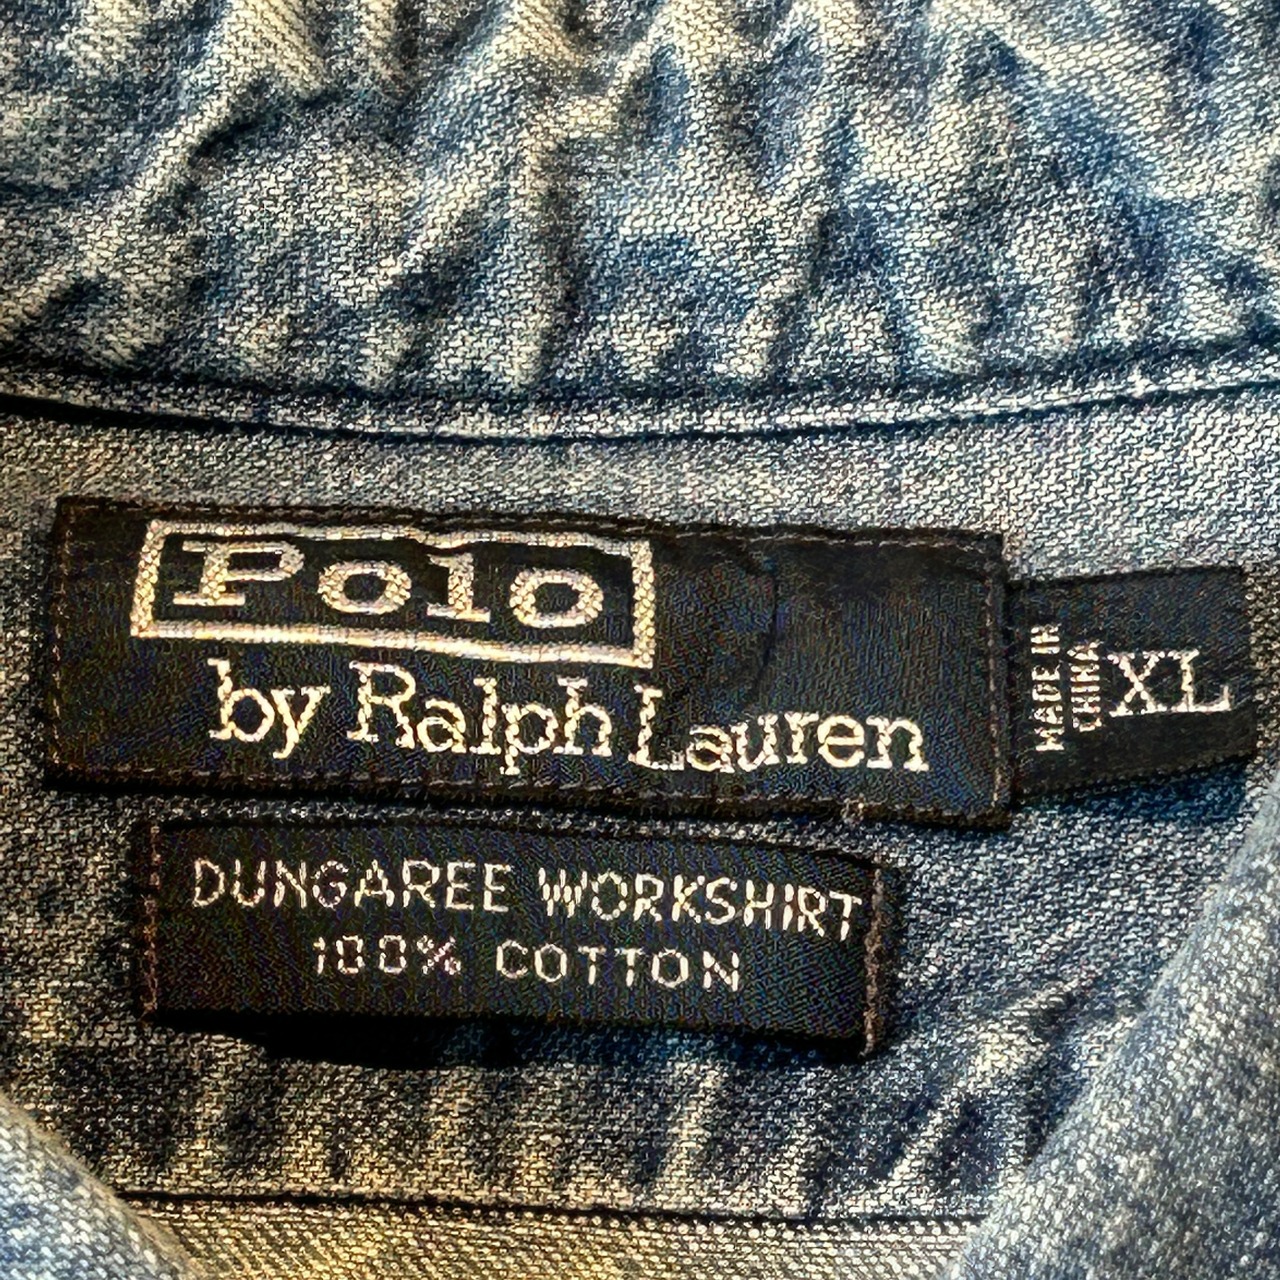 Polo
by Ralph Lauren
MADE IN
CHINA
XL
DUNGAREE WORKSHIRT
100% COTTON